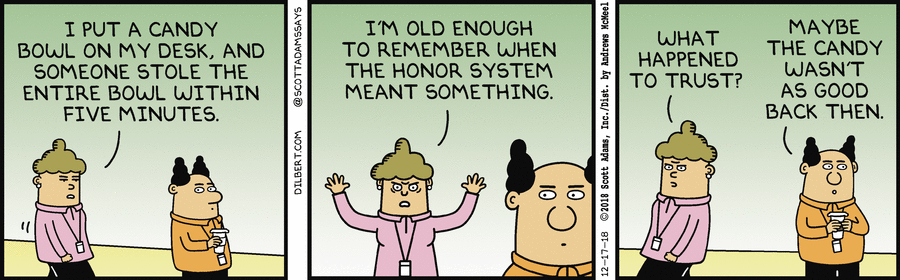 I PUT A CANDY
BOWL ON MY DESK, AND
SOMEONE STOLE THE
ENTIRE BOWL WITHIN
FIVE MINUTES.
DILBERT.COM @SCOTTADAMSSAYS
I'M OLD ENOUGH
TO REMEMBER WHEN
THE HONOR SYSTEM
MEANT SOMETHING.
12-17-18 ©2018 Scott Adams, Inc./Dist. by Andrews McMeel
WHAT
HAPPENED
TO TRUST?
MAYBE
THE CANDY
WASN'T
AS GOOD
BACK THEN.